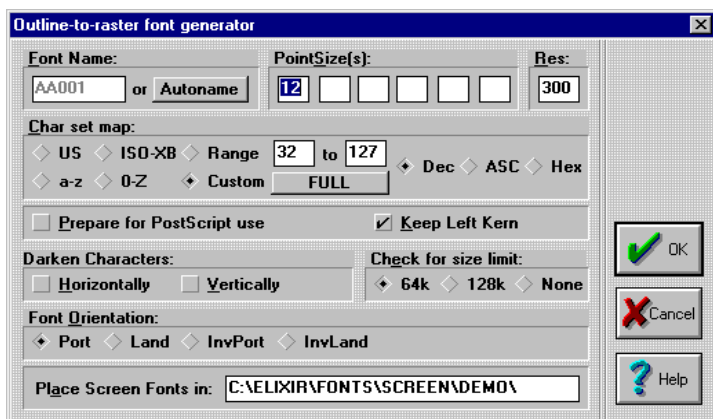 Outline-to-raster font generator
Font Name: PointSize(s): Res:
AA001 or Autoname 12 300
Char set map:
US ISO-XB Range 32 to 127 Dec ASC Hex
a-z 0-Z Custom FULL
Prepare for PostScript use Keep Left Kern
Darken Characters: Check for size limit:
Horizontally Vertically 64k 128k None
Font Orientation:
Port Land InvPort InvLand
Place Screen Fonts in: C:\ELIXIR\FONTS\SCREEN\DEMO\
OK
Cancel
Help